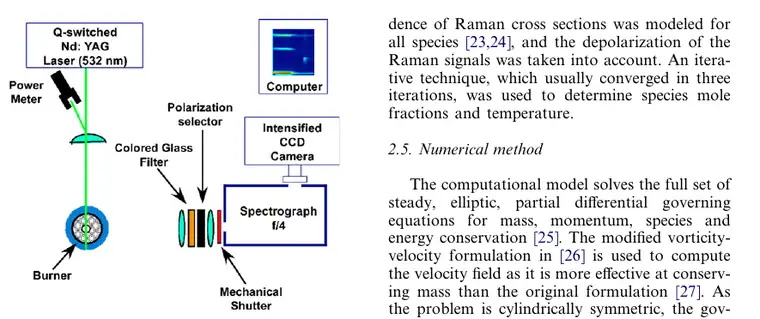 Q-switched
Nd: YAG
Laser (532 nm)
Power
Meter
Computer
Polarization
selector
Colored Glass
Filter
Intensified
CCD
Camera
Spectrograph
f/4
Burner
Mechanical
Shutter
dence of Raman cross sections was modeled for
all species [23,24], and the depolarization of the
Raman signals was taken into account. An itera-
tive technique, which usually converged in three
iterations, was used to determine species mole
fractions and temperature.
2.5. Numerical method
The computational model solves the full set of
steady, elliptic, partial differential governing
equations for mass, momentum, species and
energy conservation [25]. The modified vorticity-
velocity formulation in [26] is used to compute
the velocity field as it is more effective at conserv-
ing mass than the original formulation [27]. As
the problem is cylindrically symmetric, the gov-